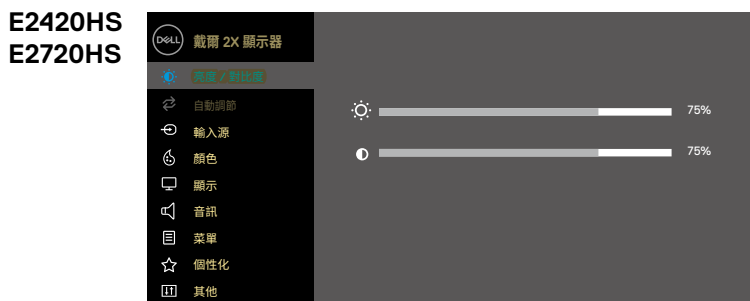 E2420HS
E2720HS
DELL 戴爾 2X 顯示器
亮度 / 對比度
自動調節
75%
輸入源
顏色
75%
顯示
音訊
菜單
個性化
其他